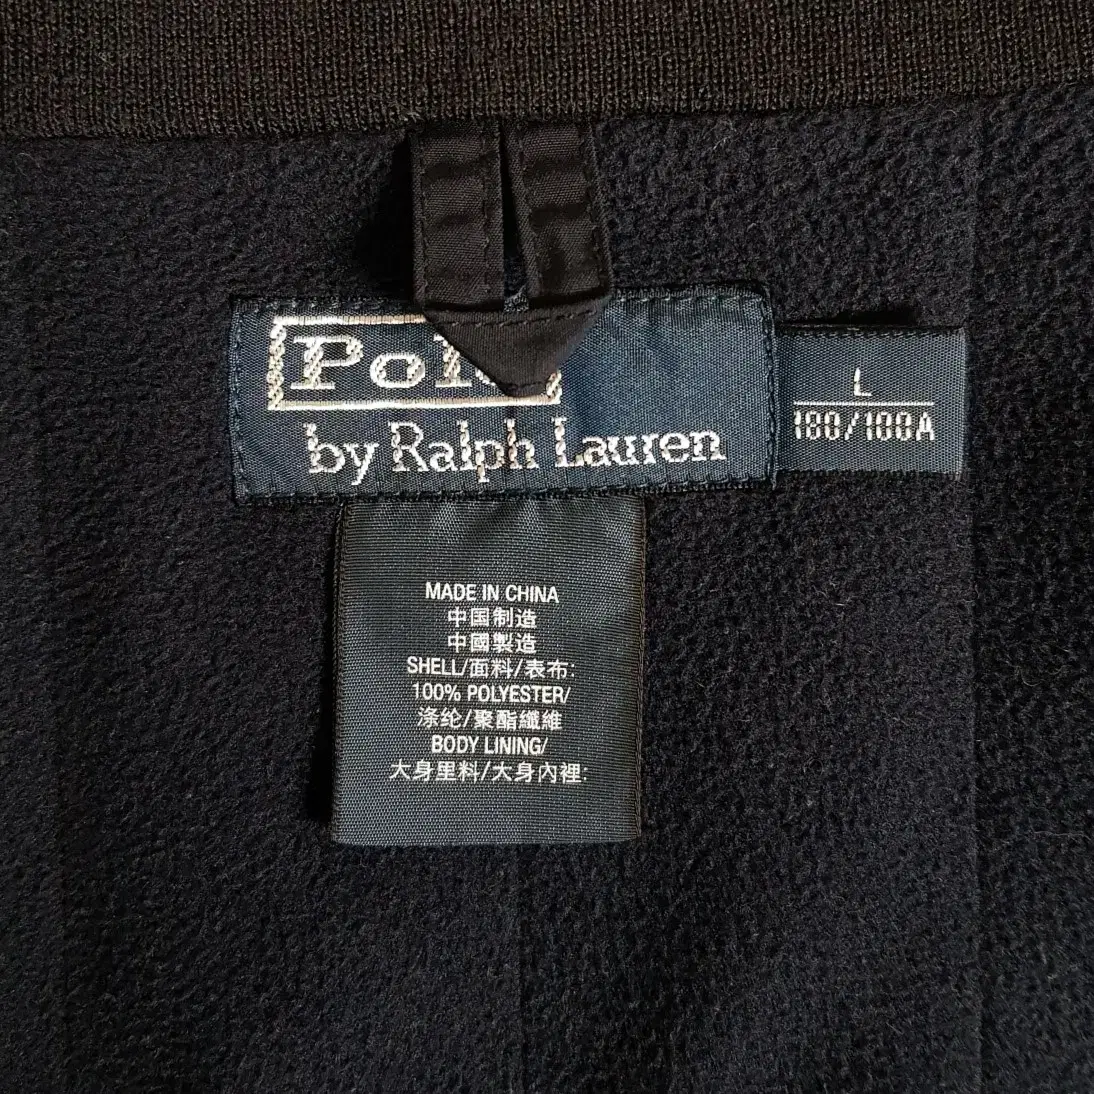 Polo
by Ralph Lauren
L
180/100A
MADE IN CHINA
中国制造
中國製造
SHELL/面料/表布:
100% POLYESTER/
涤纶/聚酯纖維
BODY LINING/
大身里料/大身內裡: